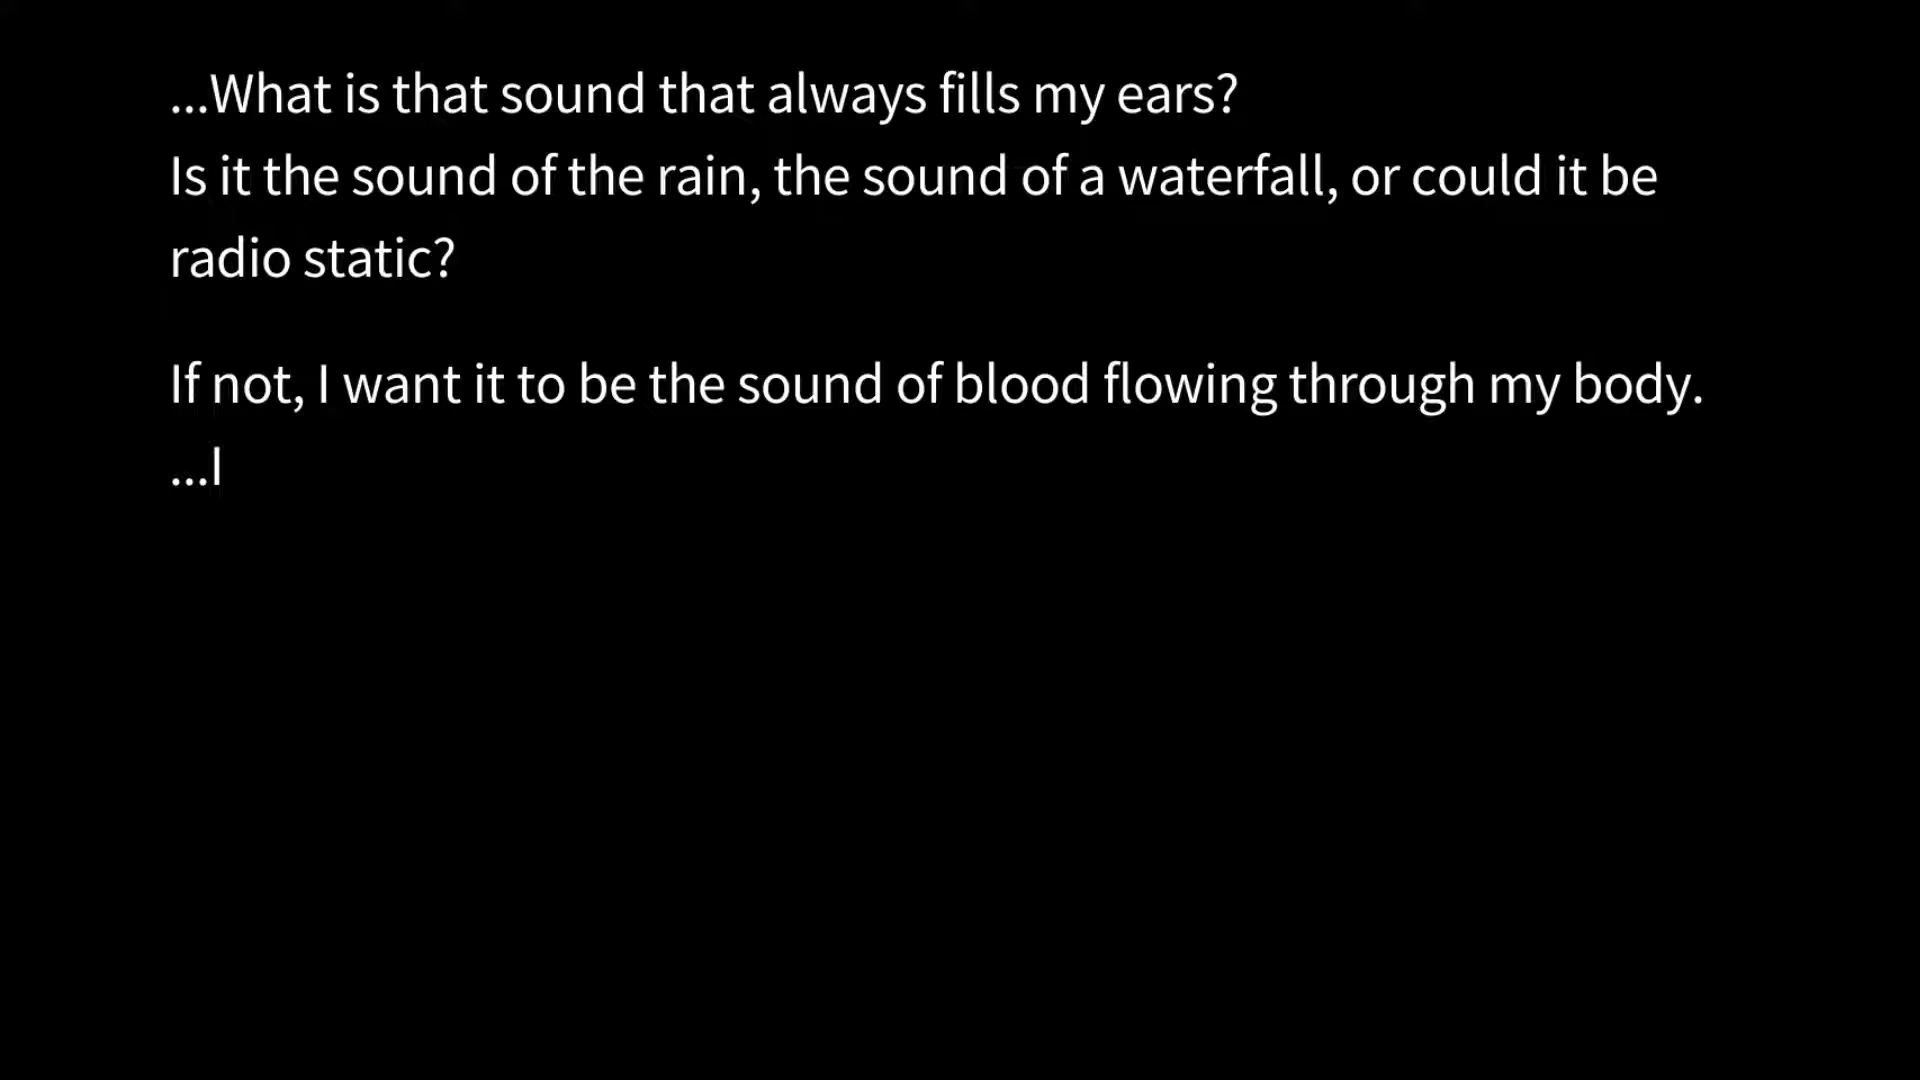 ...What is that sound that always fills my ears?
Is it the sound of the rain, the sound of a waterfall, or could it be
radio static?
If not, I want it to be the sound of blood flowing through my body.
...I